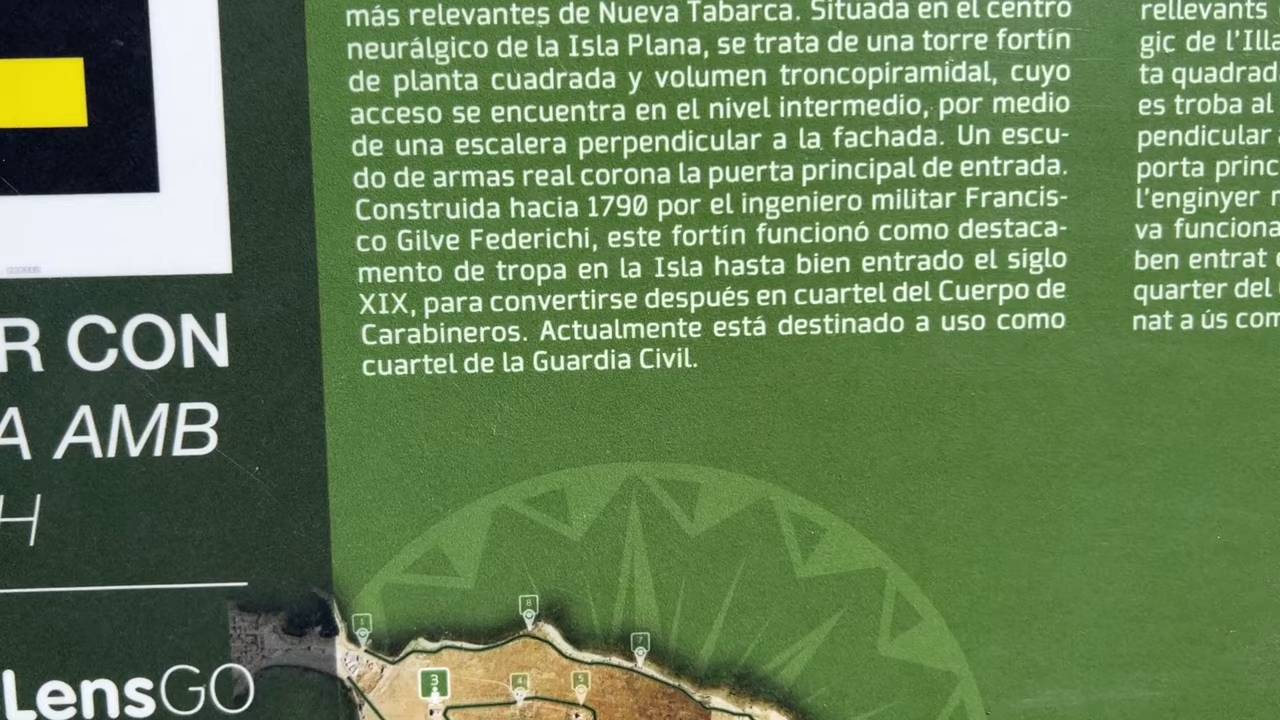 más relevantes de Nueva Tabarca. Situada en el centro
neurálgico de la Isla Plana, se trata de una torre fortín
de planta cuadrada y volumen troncopiramidal, cuyo
acceso se encuentra en el nivel intermedio, por medio
de una escalera perpendicular a la fachada. Un escu-
do de armas real corona la puerta principal de entrada.
Construida hacia 1790 por el ingeniero militar Francis-
co Gilve Federichi, este fortín funcionó como destaca-
mento de tropa en la Isla hasta bien entrado el siglo
XIX, para convertirse después en cuartel del Cuerpo de
Carabineros. Actualmente está destinado a uso como
cuartel de la Guardia Civil.
rellevants
gic de l'Illa
ta quadrad
es troba al
pendicular
porta princ
l'enginyer
va funciona
ben entrat
quarter del
nat a ús com
R CON
A AMB
H
LensGO
8
7
3
4
5